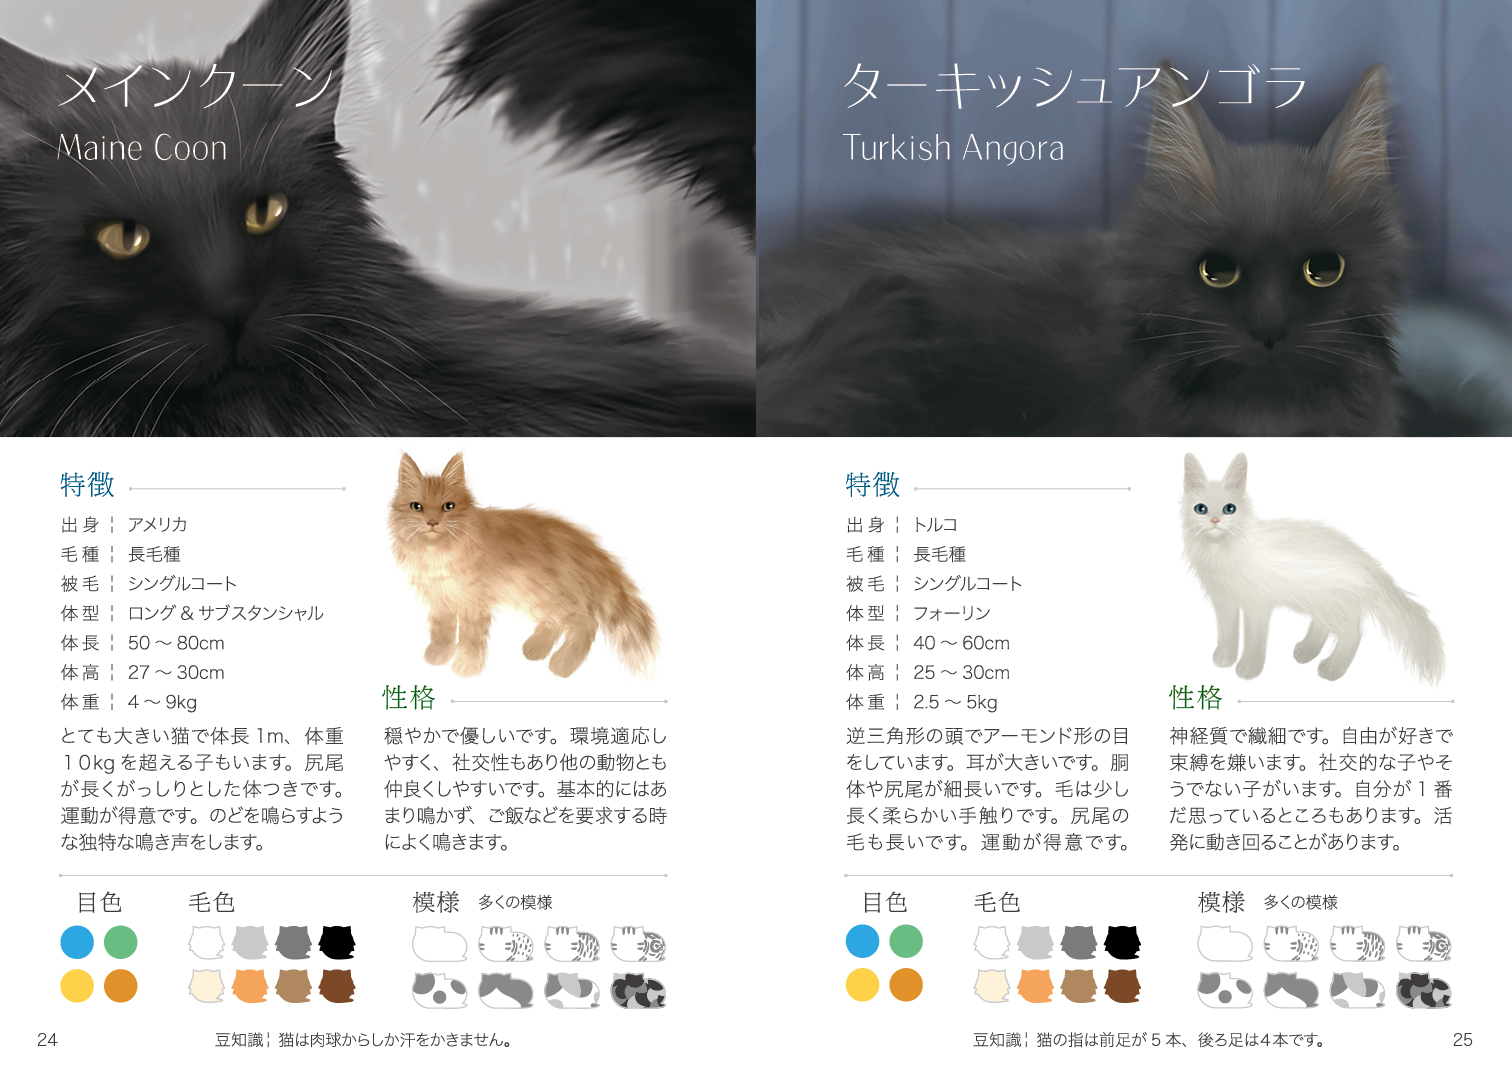 メインクーン
Maine Coon
特徴
出身 ¦ アメリカ
毛種 ¦ 長毛種
被毛 ¦ シングルコート
体型 ¦ ロング & サブスタンシャル
体長 ¦ 50 〜 80cm
体高 ¦ 27 〜 30cm
体重 ¦ 4 〜 9kg
とても大きい猫で体長 1m、体重
10kg を超える子もいます。尻尾
が長くがっしりとした体つきです。
運動が得意です。のどを鳴らすよう
な独特な鳴き声をします。
性格
穏やかで優しいです。環境適応し
やすく、社交性もあり他の動物とも
仲良くしやすいです。基本的にはあ
まり鳴かず、ご飯などを要求する時
によく鳴きます。
目色
毛色
模様 多くの模様
24
豆知識 ¦ 猫は肉球からしか汗をかきません。
ターキッシュアンゴラ
Turkish Angora
特徴
出身 ¦ トルコ
毛種 ¦ 長毛種
被毛 ¦ シングルコート
体型 ¦ フォーリン
体長 ¦ 40 〜 60cm
体高 ¦ 25 〜 30cm
体重 ¦ 2.5 〜 5kg
逆三角形の頭でアーモンド形の目
をしています。耳が大きいです。胴
体や尻尾が細長いです。毛は少し
長く柔らかい手触りです。尻尾の
毛も長いです。運動が得意です。
性格
神経質で繊細です。自由が好きで
束縛を嫌います。社交的な子やそ
うでない子がいます。自分が 1 番
だ思っているところもあります。活
発に動き回ることがあります。
目色
毛色
模様 多くの模様
豆知識 ¦ 猫の指は前足が 5 本、後ろ足は4本です。
25